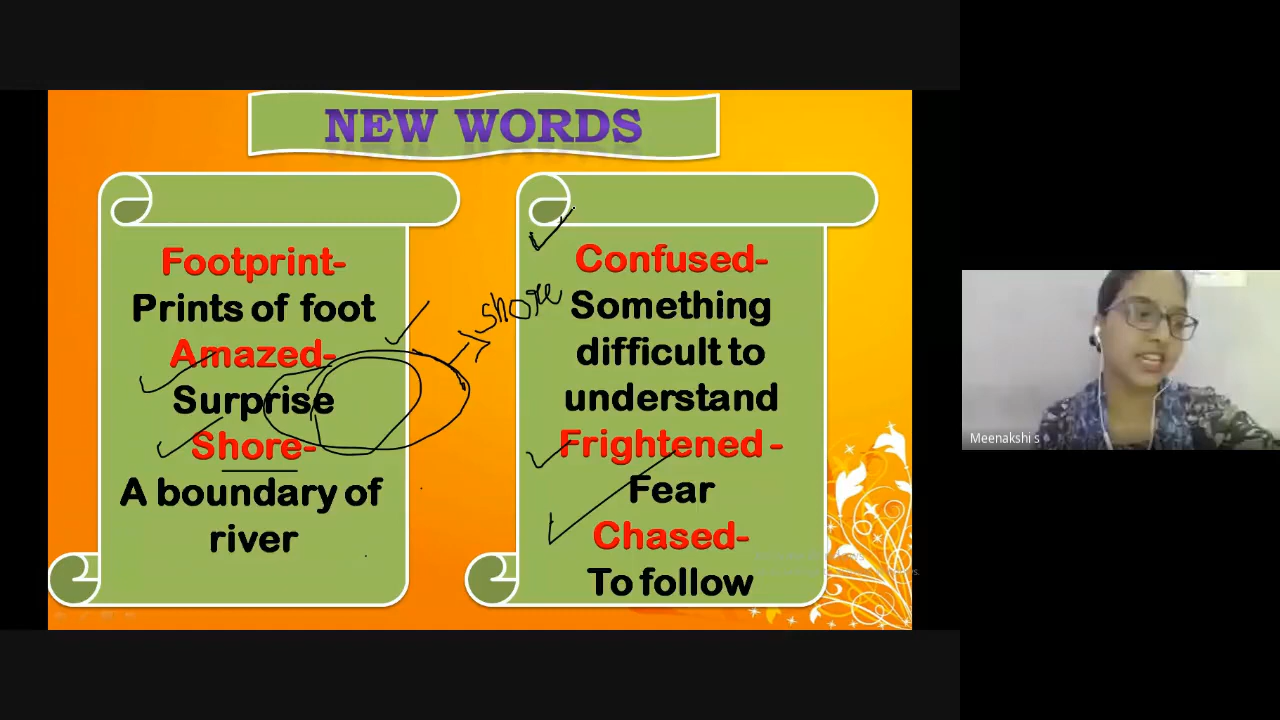 NEW WORDS
Footprint-
Prints of foot
Amazed-
Surprise
Shore-
A boundary of
river
shore
Confused-
Something
difficult to
understand
Frightened -
Fear
Chased-
To follow
Meenakshi s